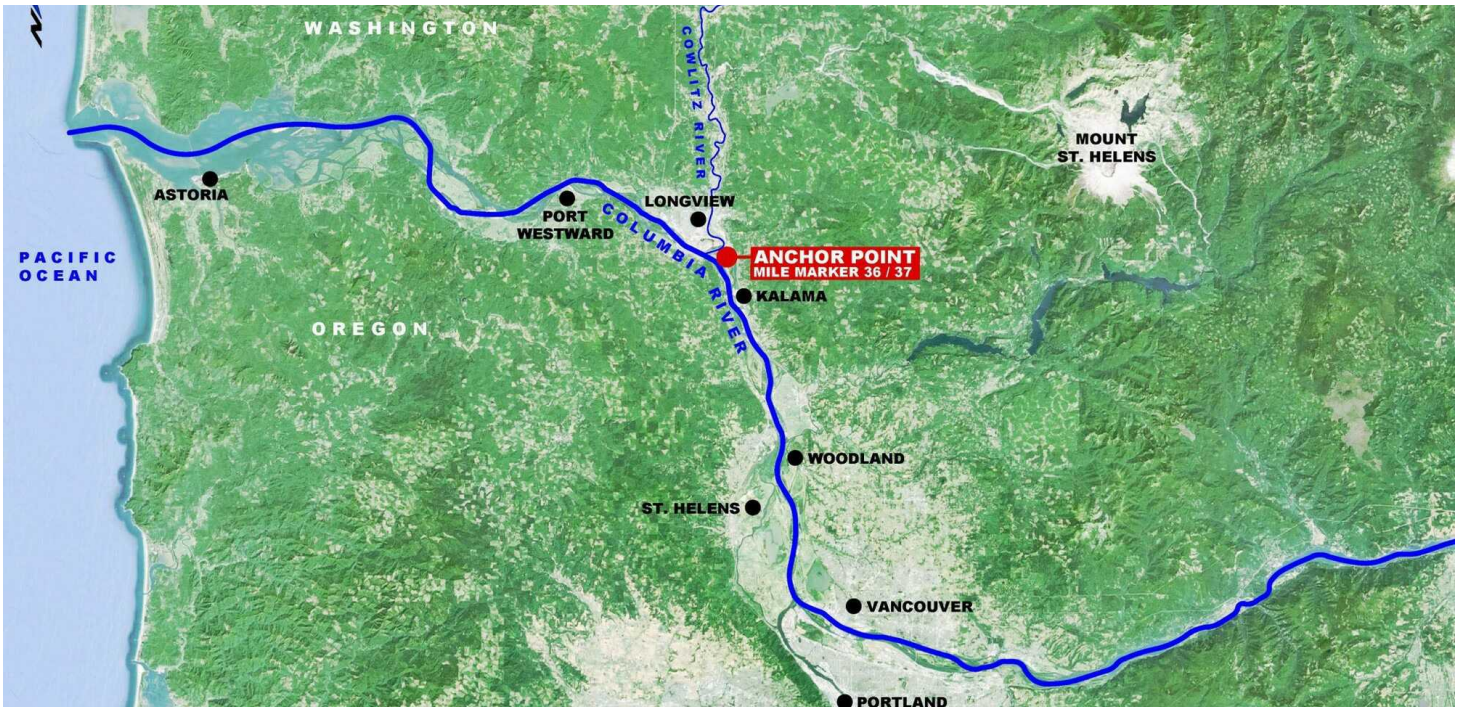 N
WASHINGTON
COWLITZ RIVER
MOUNT
ST. HELENS
ASTORIA
LONGVIEW
PORT
WESTWARD
COLUMBIA RIVER
PACIFIC
OCEAN
ANCHOR POINT
MILE MARKER 36 / 37
KALAMA
OREGON
WOODLAND
ST. HELENS
VANCOUVER
PORTLAND